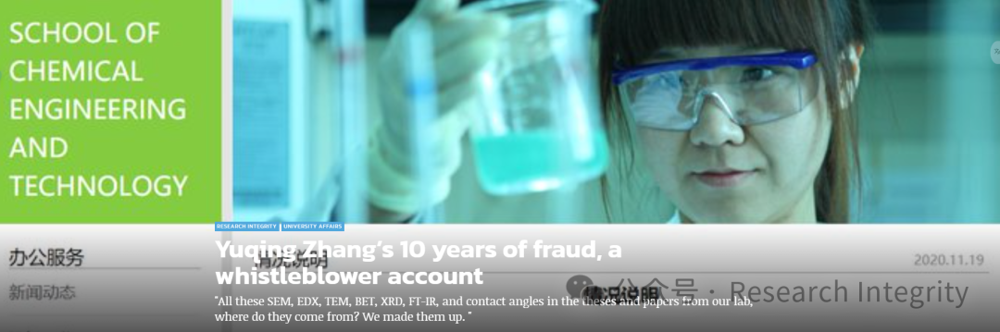 SCHOOL OF
CHEMICAL
ENGINEERING
AND
TECHNOLOGY
RESEARCH INTEGRITY UNIVERSITY AFFAIRS
办公服务
Yuqing Zhang's 10 years of fraud, a
情况说明
2020.11.19
whistleblower account
新闻动态
情况说明
公众号 · Research Integrity
"All these SEM, EDX, TEM, BET, XRD, FT-IR, and contact angles in the theses and papers from our lab,
where do they come from? We made them up. "